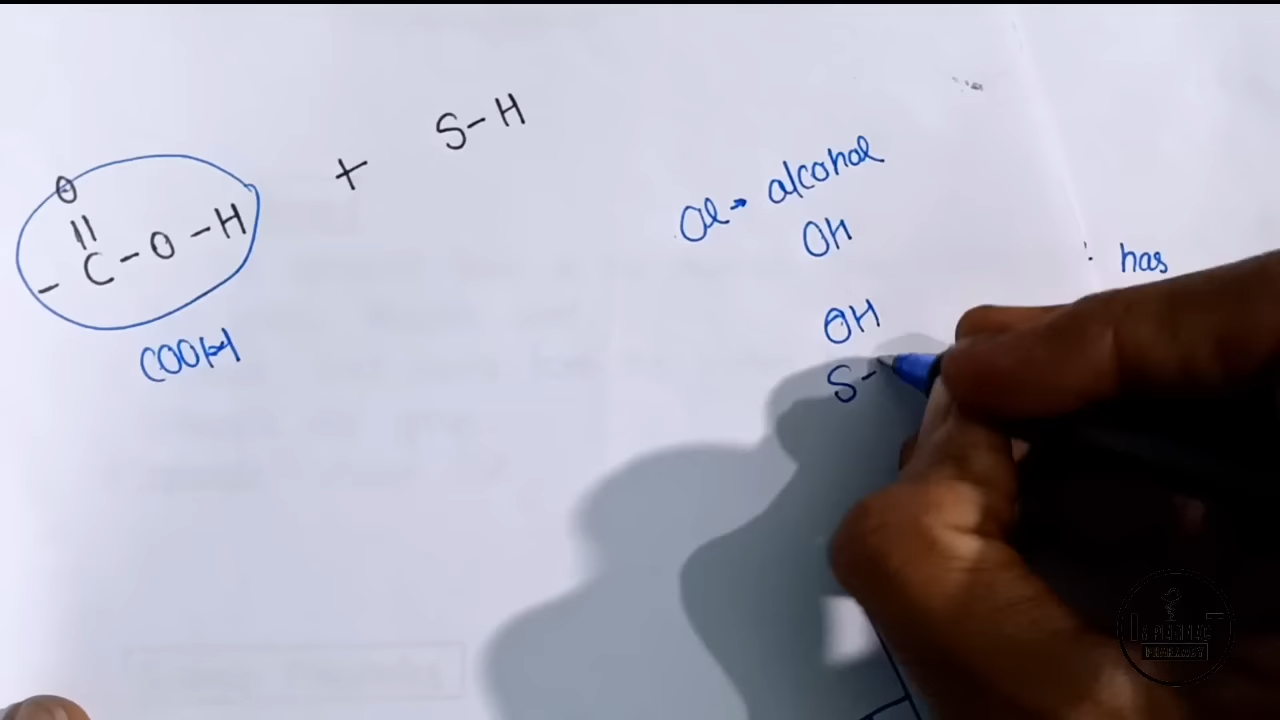 S-H
+
O
||
- C - O - H
COOH
Ol → alcohol
OH
: has
OH
S-